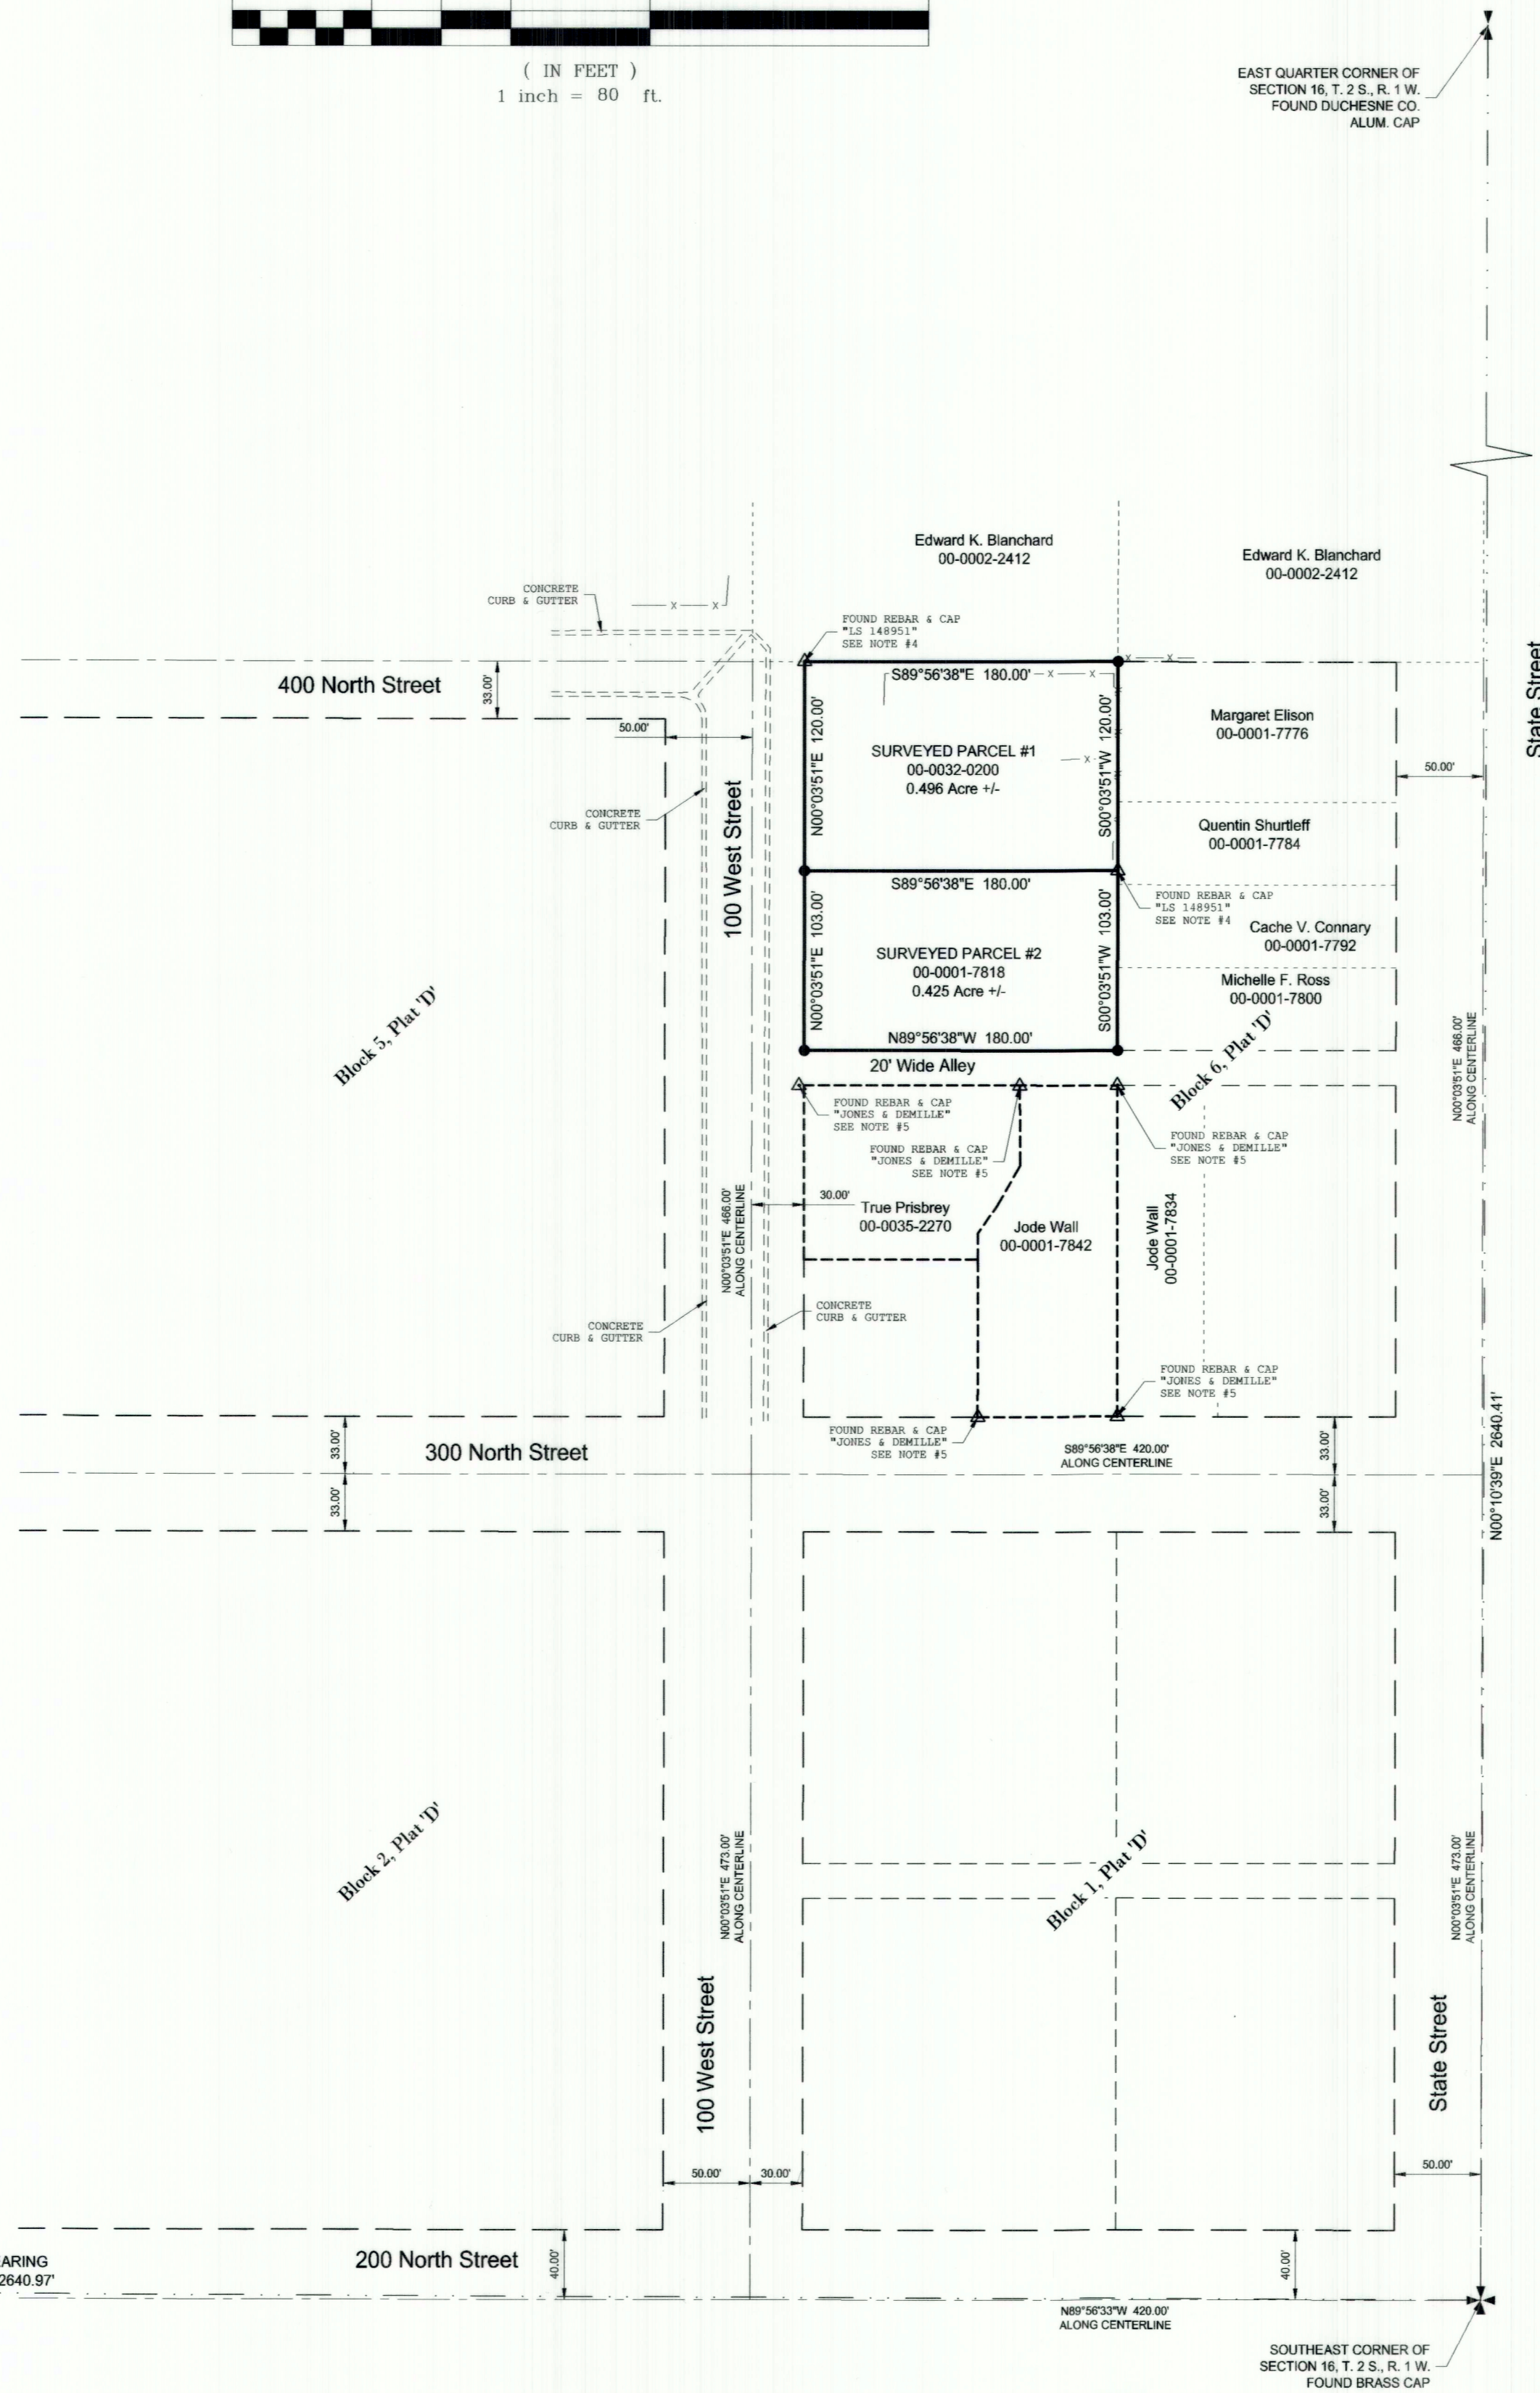 ( IN FEET )
1 inch = 80 ft.
EAST QUARTER CORNER OF
SECTION 16, T. 2 S., R. 1 W.
FOUND DUCHESNE CO.
ALUM. CAP
Edward K. Blanchard
00-0002-2412
Edward K. Blanchard
00-0002-2412
CONCRETE
CURB & GUTTER
FOUND REBAR & CAP
"LS 148951"
SEE NOTE #4
State Street
400 North Street
33.00'
S89°56'38"E 180.00'
50.00'
N00°03'51"E 120.00'
SURVEYED PARCEL #1
00-0032-0200
0.496 Acre +/-
S00°03'51"W 120.00'
Margaret Elison
00-0001-7776
50.00'
CONCRETE
CURB & GUTTER
100 West Street
Quentin Shurtleff
00-0001-7784
S89°56'38"E 180.00'
FOUND REBAR & CAP
"LS 148951"
SEE NOTE #4
N00°03'51"E 103.00'
SURVEYED PARCEL #2
00-0001-7818
0.425 Acre +/-
S00°03'51"W 103.00'
Cache V. Connary
00-0001-7792
Michelle F. Ross
00-0001-7800
N89°56'38"W 180.00'
Block 5, Plat 'D'
20' Wide Alley
Block 6, Plat 'D'
N00°03'51"E 466.00'
ALONG CENTERLINE
FOUND REBAR & CAP
"JONES & DEMILLE"
SEE NOTE #5
FOUND REBAR & CAP
"JONES & DEMILLE"
SEE NOTE #5
FOUND REBAR & CAP
"JONES & DEMILLE"
SEE NOTE #5
N00°03'51"E 466.00'
ALONG CENTERLINE
30.00'
True Prisbrey
00-0035-2270
Jode Wall
00-0001-7842
Jode Wall
00-0001-7834
CONCRETE
CURB & GUTTER
CONCRETE
CURB & GUTTER
FOUND REBAR & CAP
"JONES & DEMILLE"
SEE NOTE #5
FOUND REBAR & CAP
"JONES & DEMILLE"
SEE NOTE #5
33.00'
300 North Street
S89°56'38"E 420.00'
ALONG CENTERLINE
33.00'
N00°10'39"E 2640.41'
33.00'
33.00'
Block 2, Plat 'D'
N00°03'51"E 473.00'
ALONG CENTERLINE
Block 1, Plat 'D'
N00°03'51"E 473.00'
ALONG CENTERLINE
100 West Street
State Street
50.00'
30.00'
50.00'
ARING
2640.97'
200 North Street
40.00'
40.00'
N89°56'33"W 420.00'
ALONG CENTERLINE
SOUTHEAST CORNER OF
SECTION 16, T. 2 S., R. 1 W.
FOUND BRASS CAP